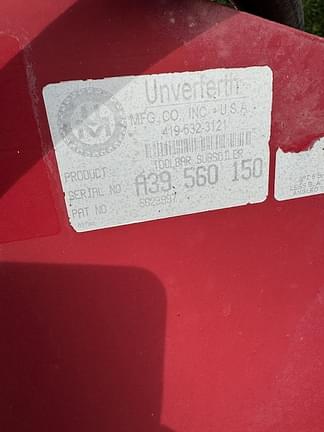 Unverferth
MFG. CO., INC. • U.S.A.
419-532-3121
PRODUCT: TOOLBAR SUBSOILER
SERIAL NO. A39 560 150
PAT NO.